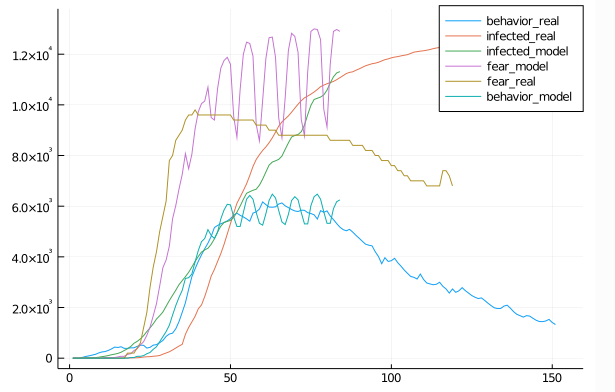 behavior_real
infected_real
infected_model
fear_model
fear_real
behavior_model
1.2×10⁴
1.0×10⁴
8.0×10³
6.0×10³
4.0×10³
2.0×10³
0
0 50 100 150